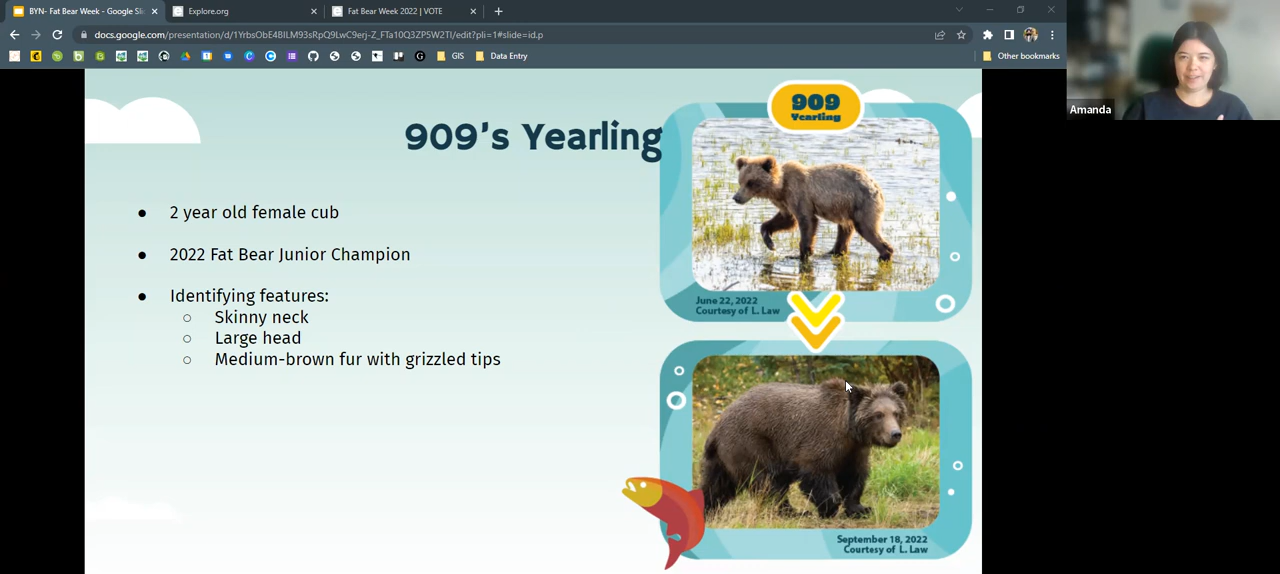 BYN- Fat Bear Week - Google Sli
Explore.org
Fat Bear Week 2022 | VOTE
docs.google.com/presentation/d/1YrbsObE4BILM93sRpQ9LwC9erj-Z_FTa10Q3ZP5W2TI/edit?pli=1#slide=id.p
GIS
Data Entry
Other bookmarks
Amanda
909's Yearling
● 2 year old female cub
● 2022 Fat Bear Junior Champion
● Identifying features:
○ Skinny neck
○ Large head
○ Medium-brown fur with grizzled tips
909
Yearling
June 22, 2022
Courtesy of L. Law
September 18, 2022
Courtesy of L. Law